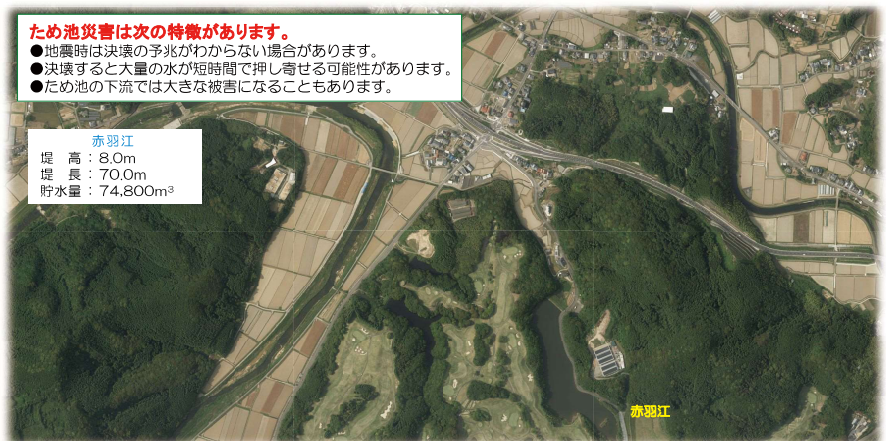 ため池災害は次の特徴があります。
●地震時は決壊の予兆がわからない場合があります。
●決壊すると大量の水が短時間で押し寄せる可能性があります。
●ため池の下流では大きな被害になることもあります。
赤羽江
堤　高：8.0m
堤　長：70.0m
貯水量：74,800m³
赤羽江